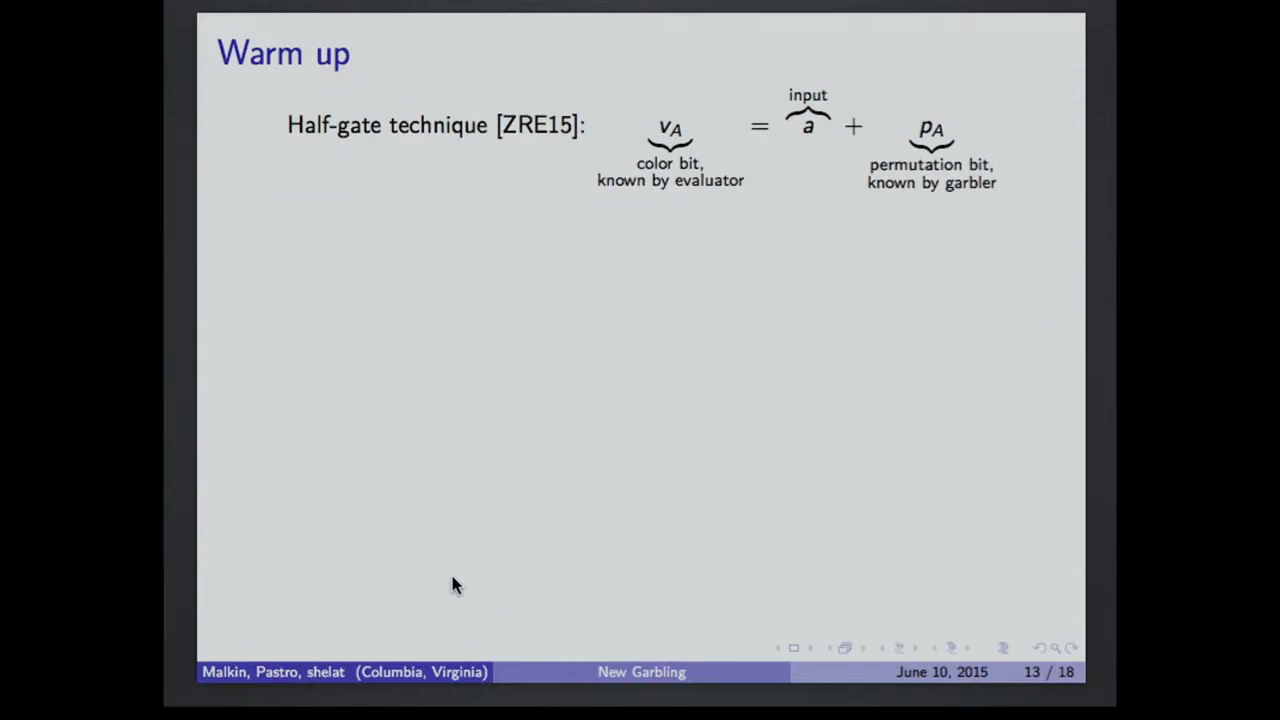 Warm up
input
Half-gate technique [ZRE15]: v_A = a + p_A
color bit, permutation bit,
known by evaluator known by garbler
Malkin, Pastro, shelat (Columbia, Virginia) New Garbling June 10, 2015 13 / 18